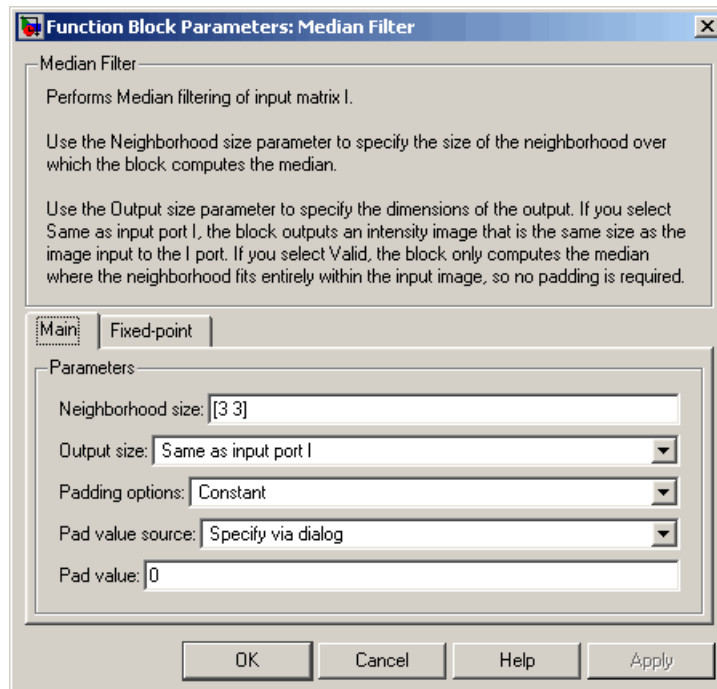 Function Block Parameters: Median Filter
Median Filter
Performs Median filtering of input matrix I.
Use the Neighborhood size parameter to specify the size of the neighborhood over
which the block computes the median.
Use the Output size parameter to specify the dimensions of the output. If you select
Same as input port I, the block outputs an intensity image that is the same size as the
image input to the I port. If you select Valid, the block only computes the median
where the neighborhood fits entirely within the input image, so no padding is required.
Main Fixed-point
Parameters
Neighborhood size: [3 3]
Output size: Same as input port I
Padding options: Constant
Pad value source: Specify via dialog
Pad value: 0
OK Cancel Help Apply